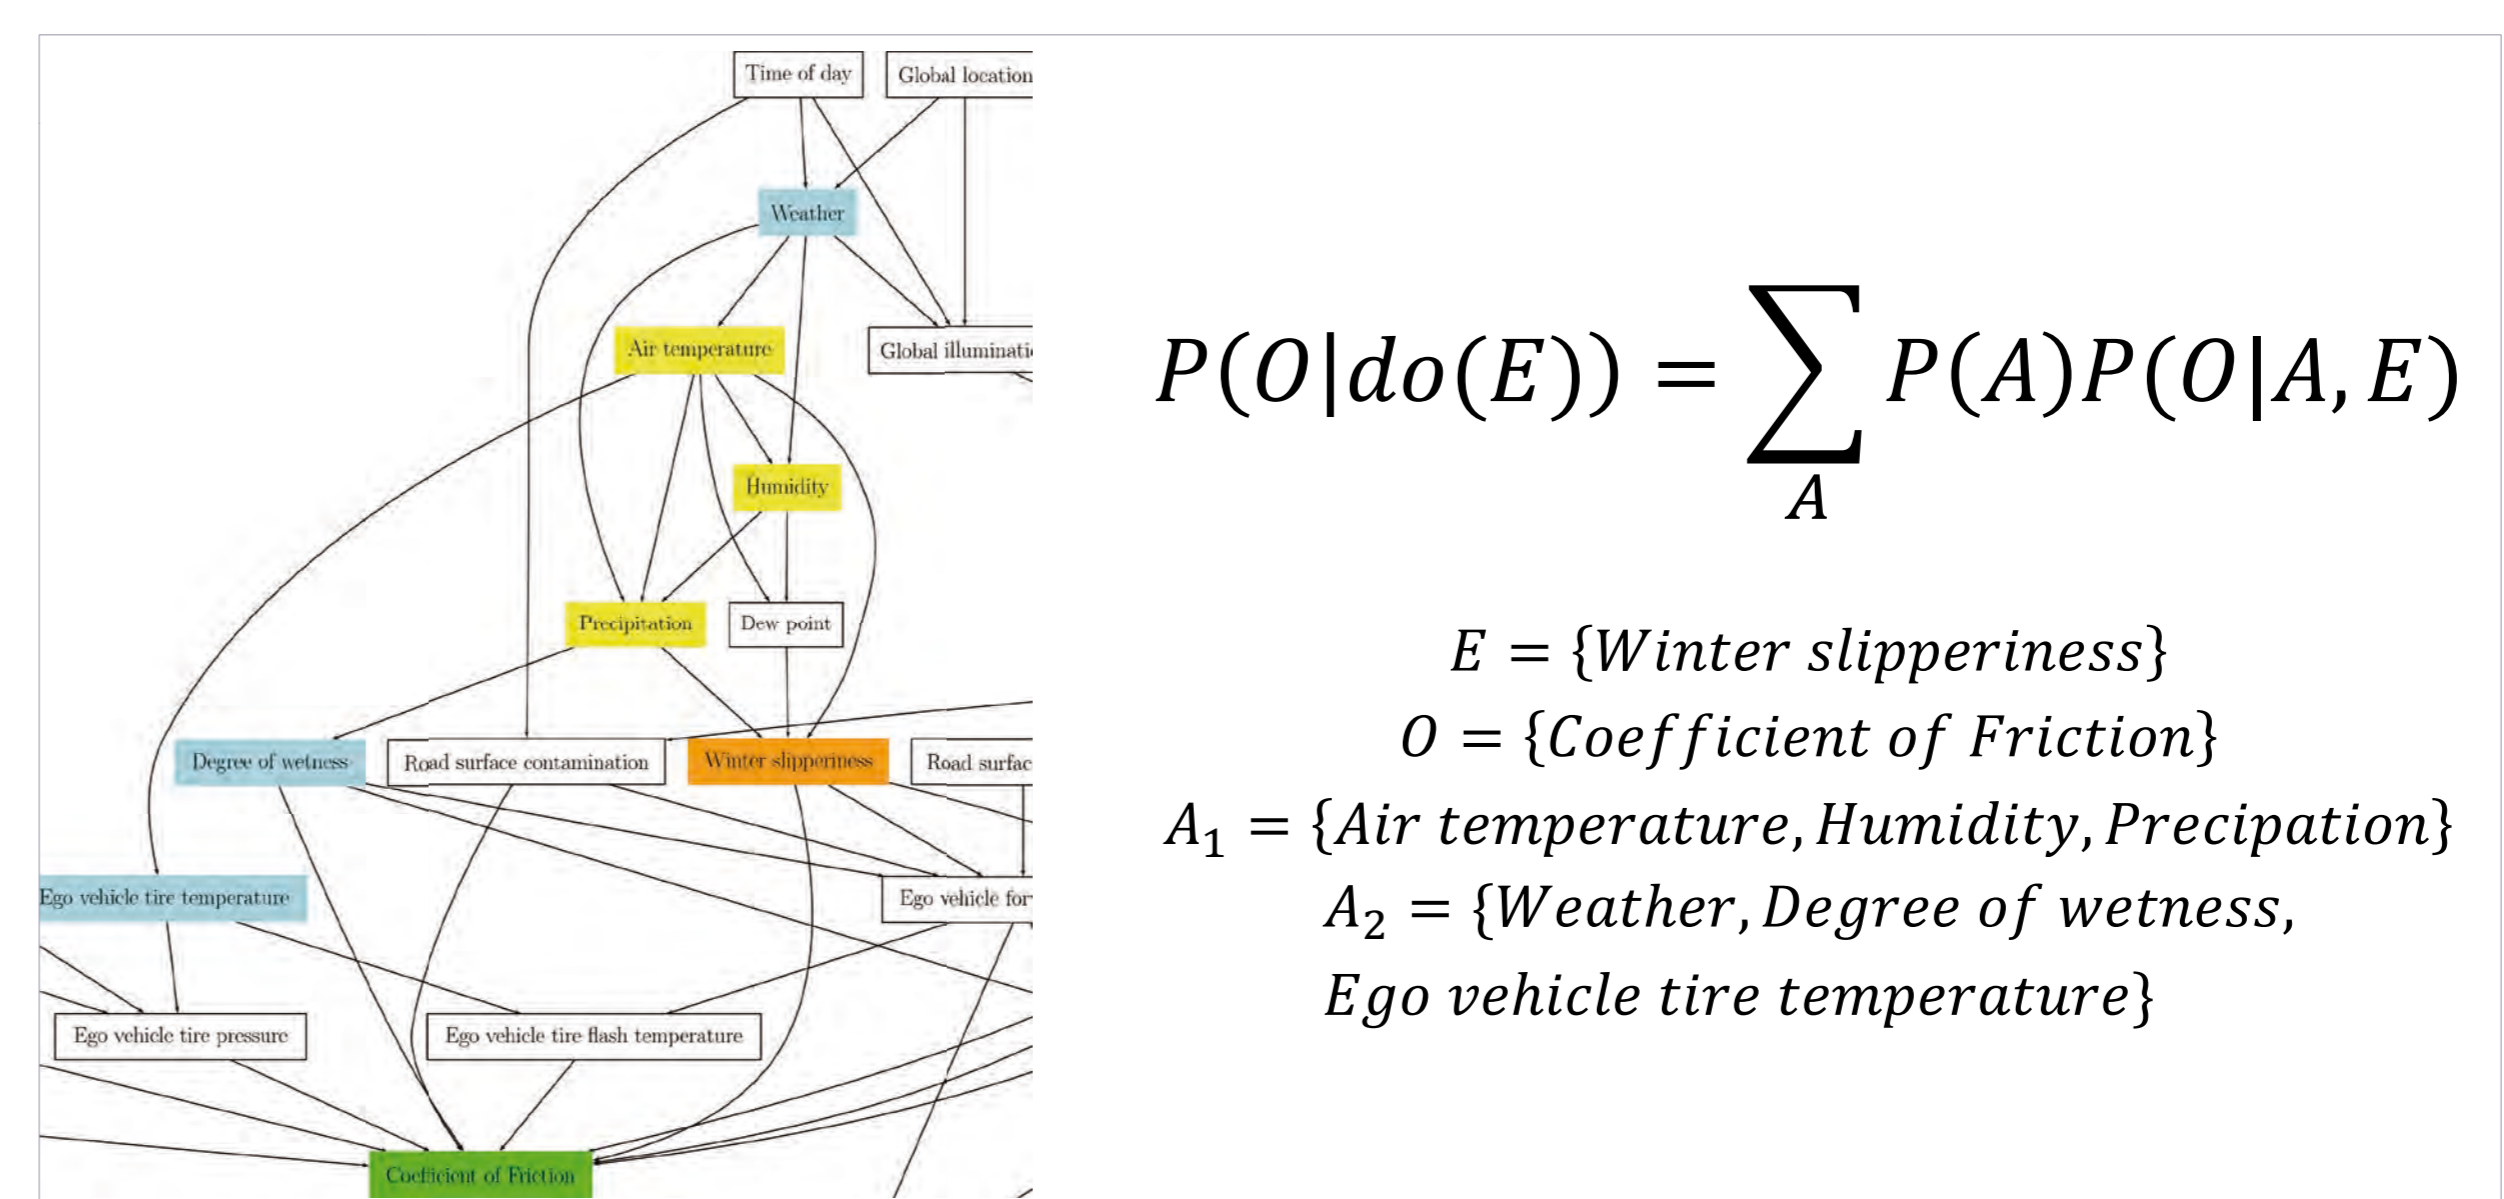 Time of day
Global location
Weather
Air temperature
Global illuminati
Humidity
Precipitation
Dew point
Degree of wetness
Road surface contamination
Winter slipperiness
Road surfac
Ego vehicle tire temperature
Ego vehicle for
Ego vehicle tire pressure
Ego vehicle tire flash temperature
Coefficient of Friction
P(O|do(E)) = ∑ P(A)P(O|A, E)
A
E = {Winter slipperiness}
O = {Coefficient of Friction}
A₁ = {Air temperature, Humidity, Precipation}
A₂ = {Weather, Degree of wetness,
Ego vehicle tire temperature}